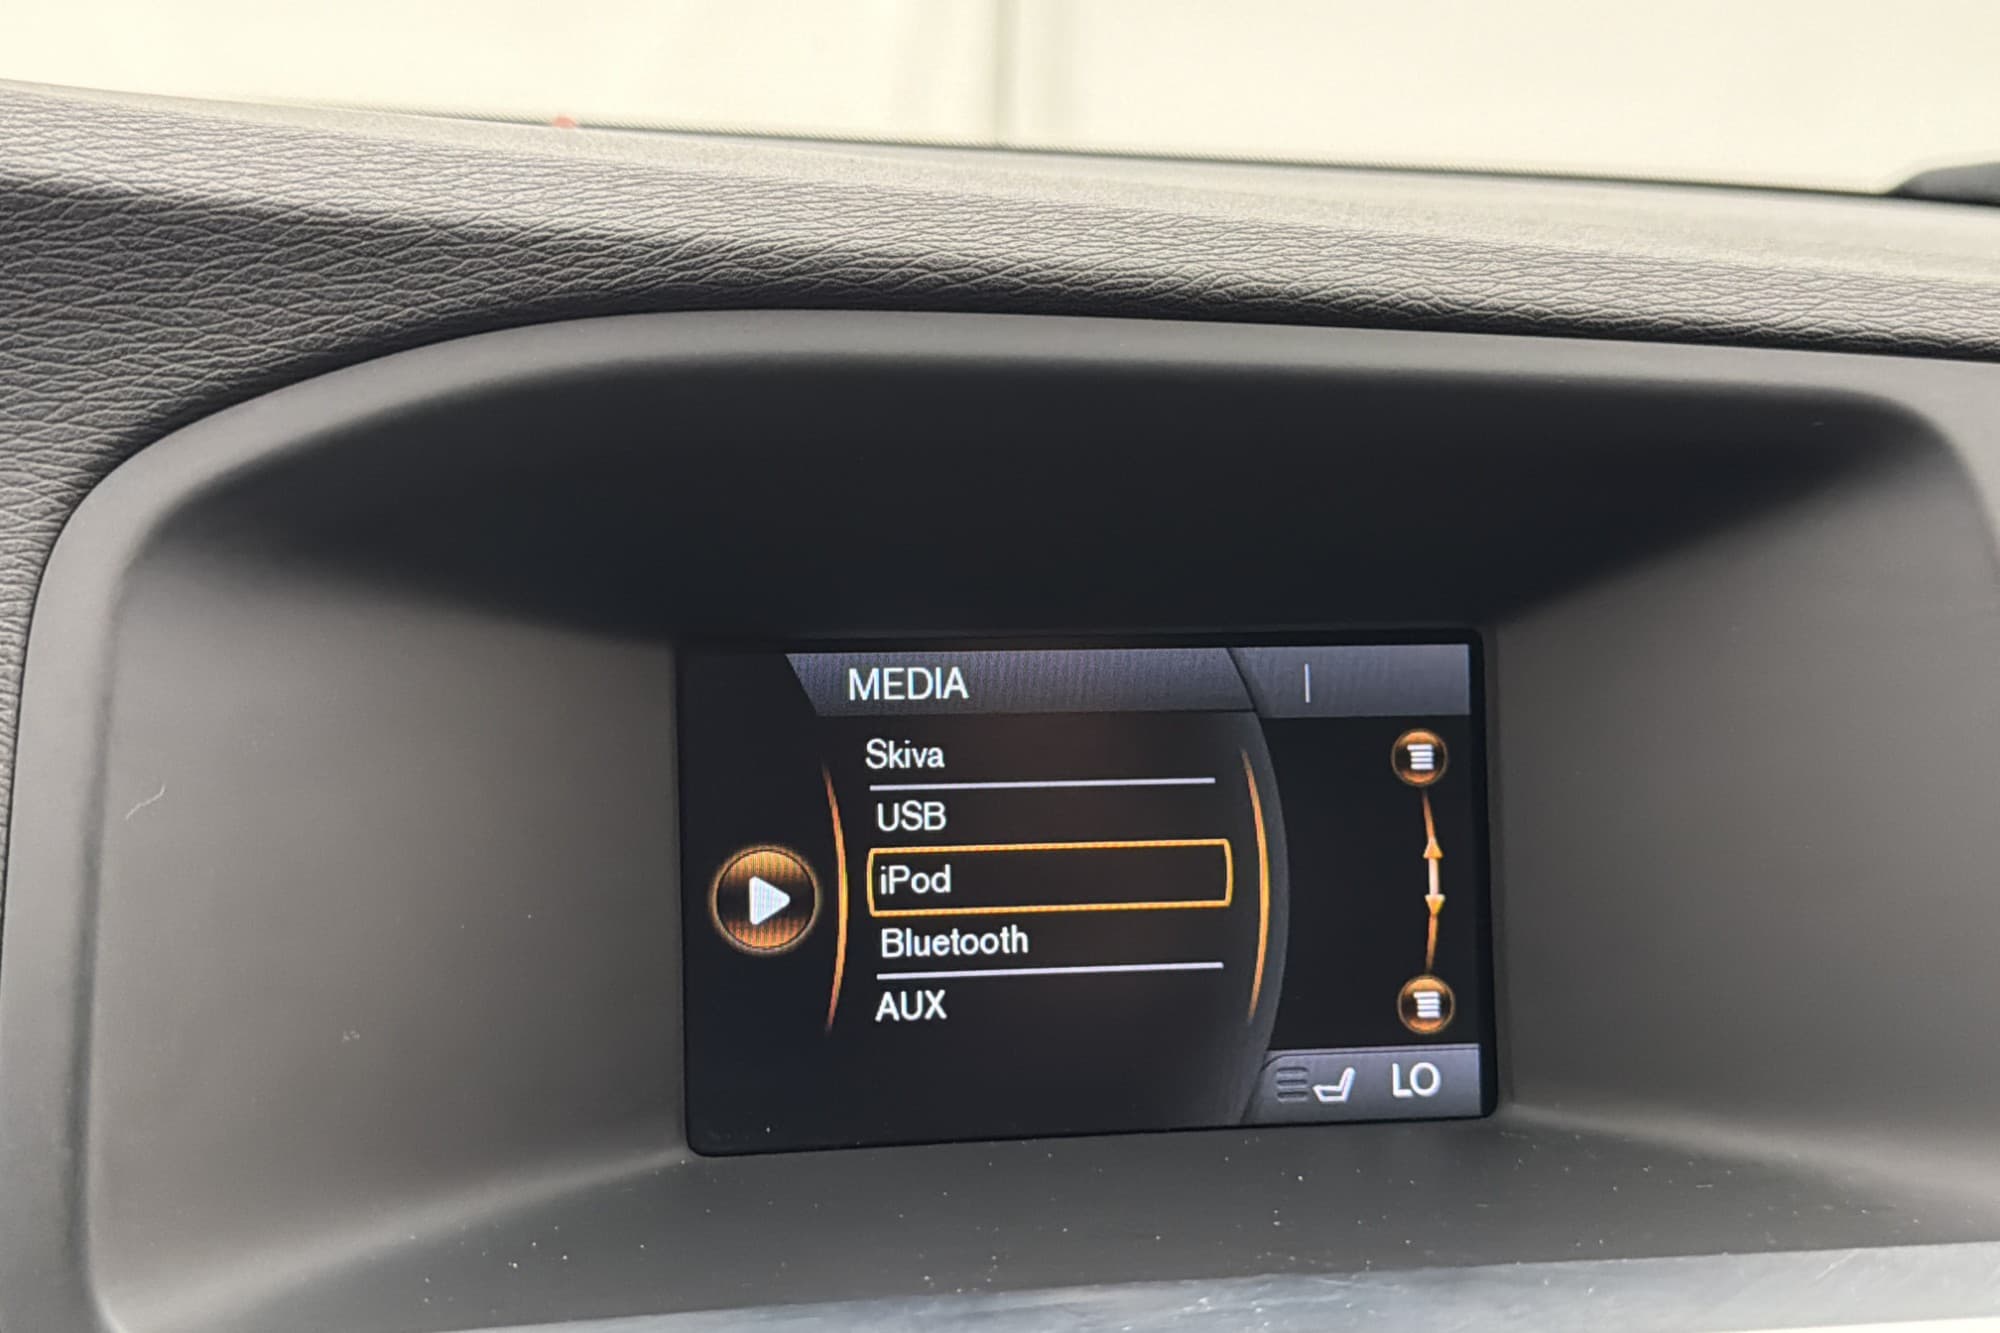 MEDIA
Skiva
USB
iPod
Bluetooth
AUX
LO